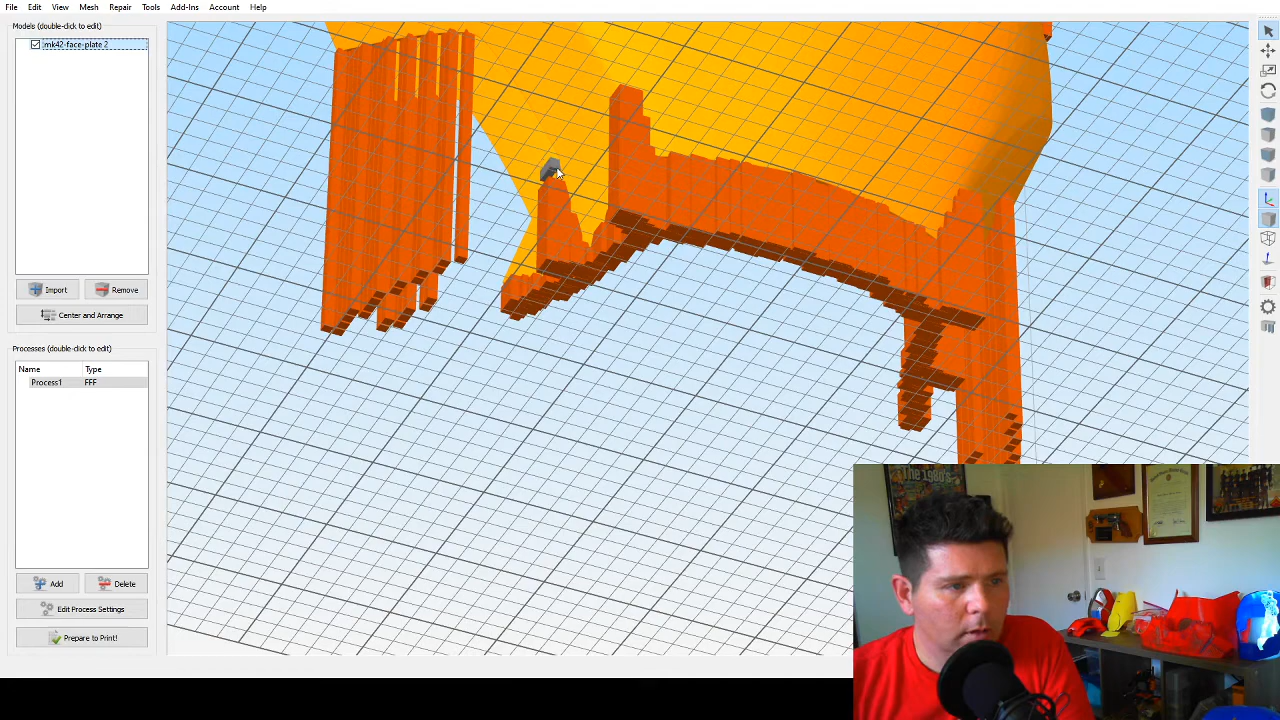 File Edit View Mesh Repair Tools Add-Ins Account Help
Models (double-click to edit)
mk42-face-plate 2
Import Remove
Center and Arrange
Processes (double-click to edit)
Name Type
Process1 FFF
Add Delete
Edit Process Settings
Prepare to Print!
The 1980's